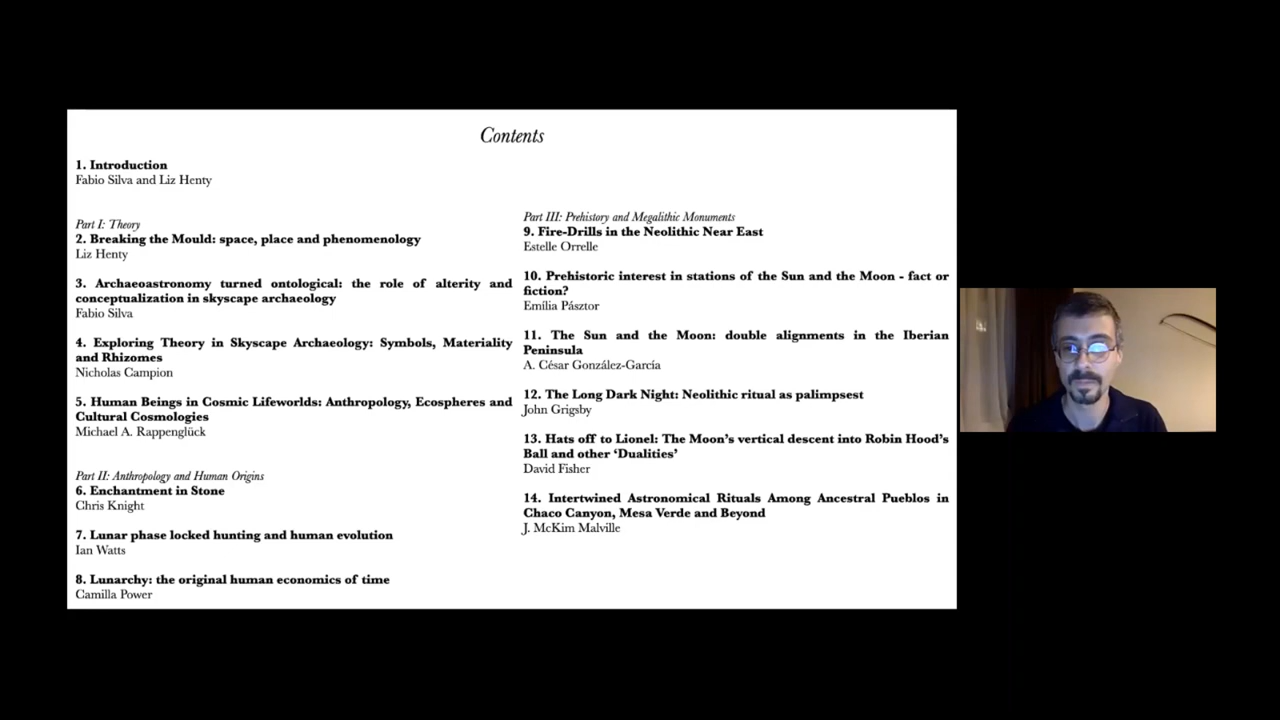 Contents
1. Introduction
Fabio Silva and Liz Henty
Part I: Theory
2. Breaking the Mould: space, place and phenomenology
Liz Henty
3. Archaeoastronomy turned ontological: the role of alterity and
conceptualization in skyscape archaeology
Fabio Silva
4. Exploring Theory in Skyscape Archaeology: Symbols, Materiality
and Rhizomes
Nicholas Campion
5. Human Beings in Cosmic Lifeworlds: Anthropology, Ecospheres and
Cultural Cosmologies
Michael A. Rappenglück
Part II: Anthropology and Human Origins
6. Enchantment in Stone
Chris Knight
7. Lunar phase locked hunting and human evolution
Ian Watts
8. Lunarchy: the original human economics of time
Camilla Power
Part III: Prehistory and Megalithic Monuments
9. Fire-Drills in the Neolithic Near East
Estelle Orrelle
10. Prehistoric interest in stations of the Sun and the Moon - fact or
fiction?
Emília Pásztor
11. The Sun and the Moon: double alignments in the Iberian
Peninsula
A. César González-García
12. The Long Dark Night: Neolithic ritual as palimpsest
John Grigsby
13. Hats off to Lionel: The Moon's vertical descent into Robin Hood's
Ball and other ‘Dualities’
David Fisher
14. Intertwined Astronomical Rituals Among Ancestral Pueblos in
Chaco Canyon, Mesa Verde and Beyond
J. McKim Malville